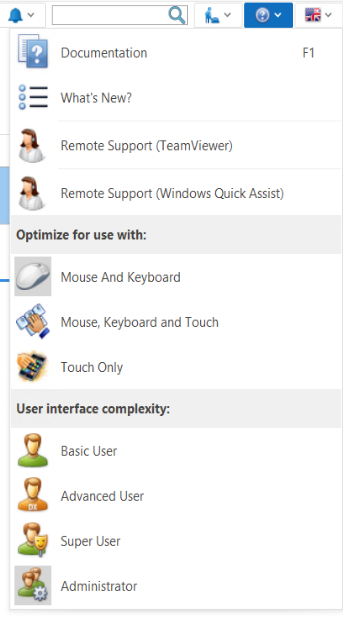 Documentation F1
What's New?
Remote Support (TeamViewer)
Remote Support (Windows Quick Assist)
Optimize for use with:
Mouse And Keyboard
Mouse, Keyboard and Touch
Touch Only
User interface complexity:
Basic User
DX
Advanced User
Super User
Administrator